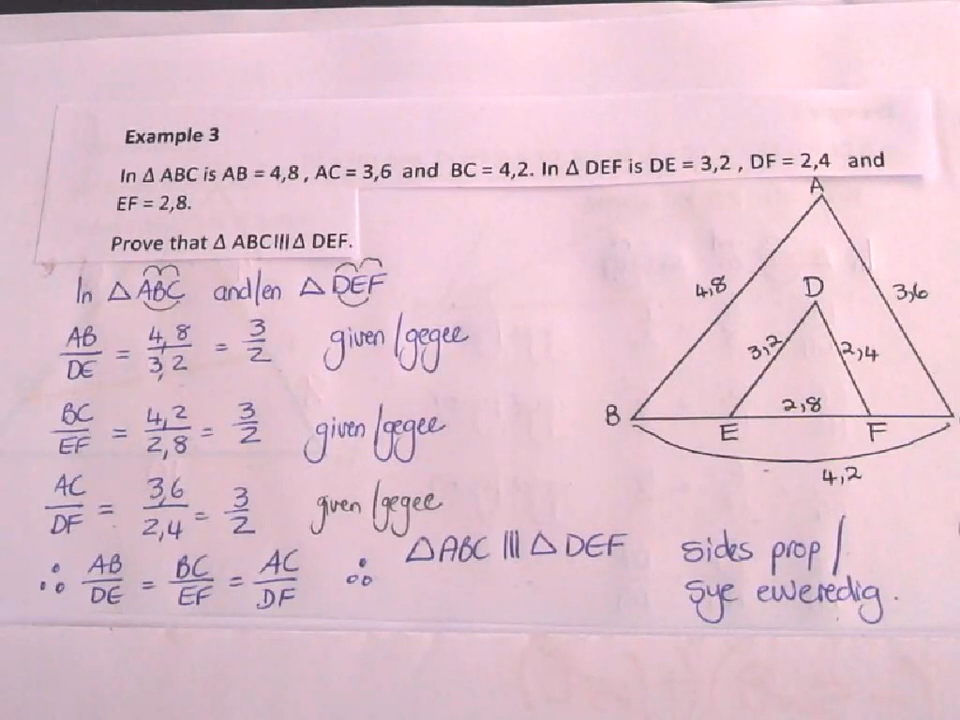 Example 3
In Δ ABC is AB = 4,8 , AC = 3,6 and BC = 4,2. In Δ DEF is DE = 3,2 , DF = 2,4 and
EF = 2,8.
Prove that Δ ABC|||Δ DEF.
In △ABC and/en △DEF
AB/DE = 4,8/3,2 = 3/2 given/gegee
BC/EF = 4,2/2,8 = 3/2 given/gegee
AC/DF = 3,6/2,4 = 3/2 given/gegee
∴ AB/DE = BC/EF = AC/DF ∴ △ABC ||| △DEF sides prop/
sye eweredig.
A
4,8
D
3,6
3,2
2,4
B
2,8
E
F
4,2